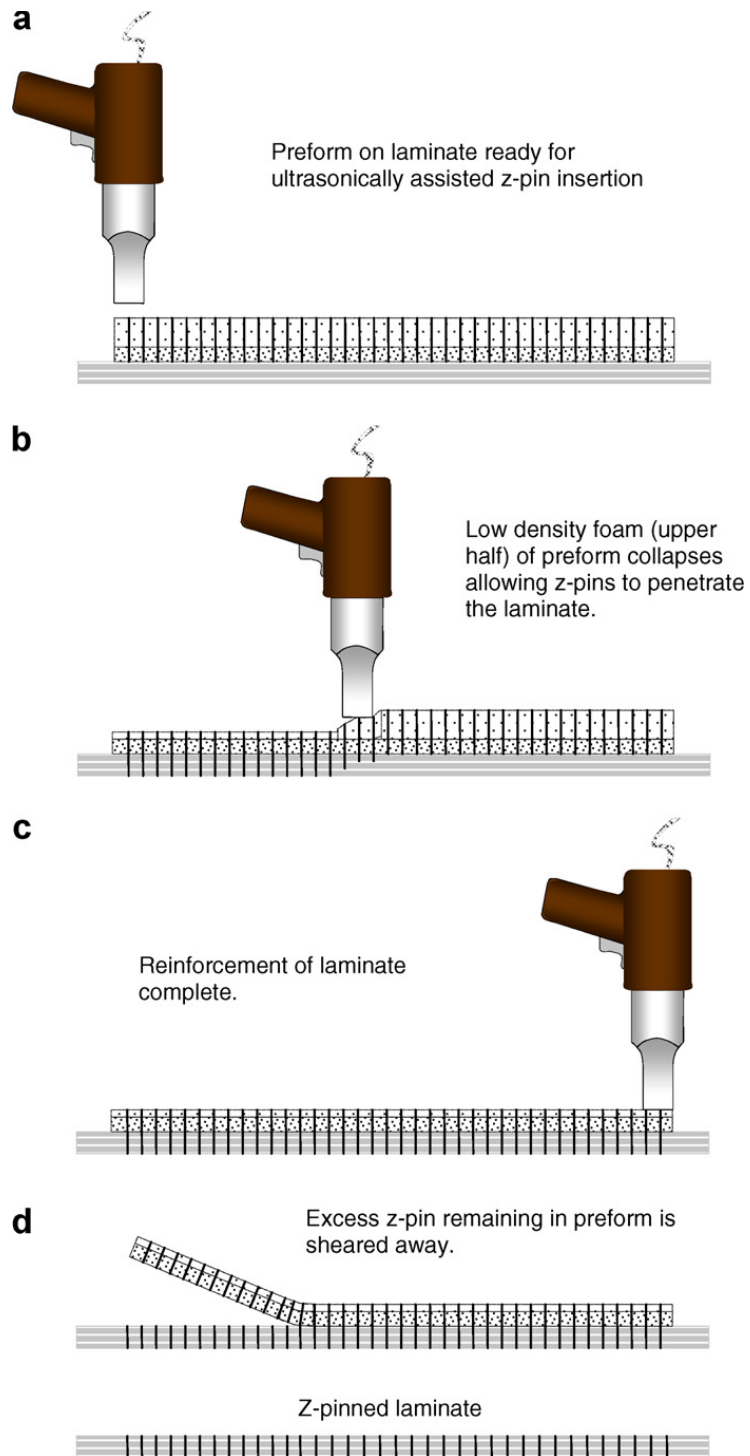 a
Preform on laminate ready for
ultrasonically assisted z-pin insertion
b
Low density foam (upper
half) of preform collapses
allowing z-pins to penetrate
the laminate.
c
Reinforcement of laminate
complete.
d
Excess z-pin remaining in preform is
sheared away.
Z-pinned laminate